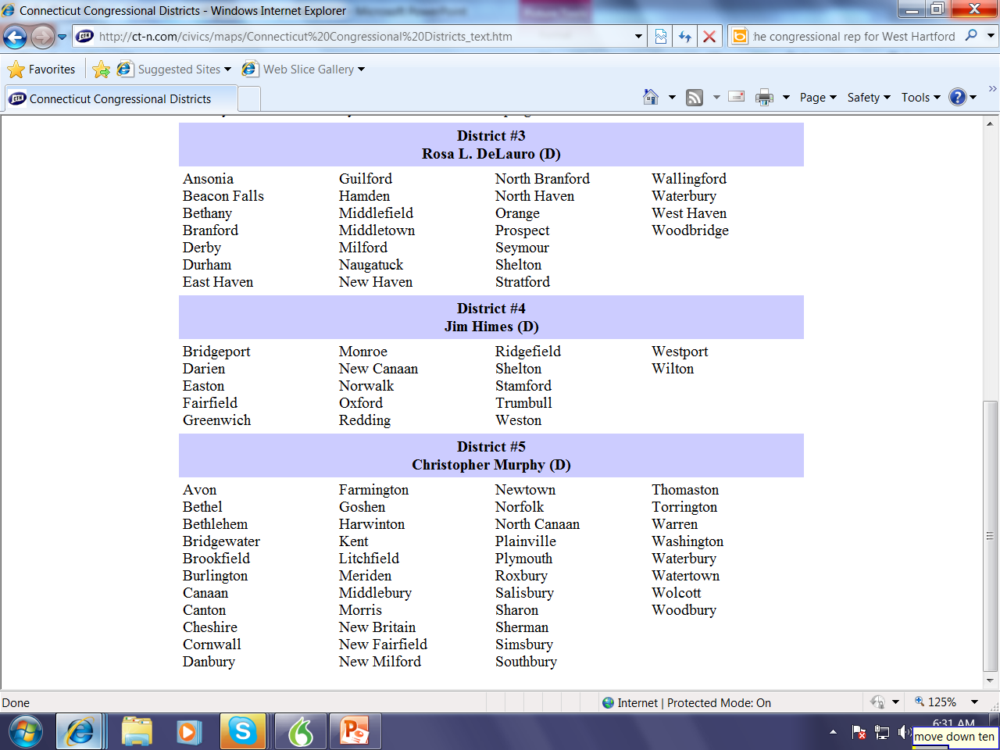 Connecticut Congressional Districts - Windows Internet Explorer
http://ct-n.com/civics/maps/Connecticut%20Congressional%20Districts_text.htm
he congressional rep for West Hartford
Favorites
Suggested Sites
Web Slice Gallery
CTN
Connecticut Congressional Districts
Page
Safety
Tools
District #3
Rosa L. DeLauro (D)
Ansonia Guilford North Branford Wallingford
Beacon Falls Hamden North Haven Waterbury
Bethany Middlefield Orange West Haven
Branford Middletown Prospect Woodbridge
Derby Milford Seymour
Durham Naugatuck Shelton
East Haven New Haven Stratford
District #4
Jim Himes (D)
Bridgeport Monroe Ridgefield Westport
Darien New Canaan Shelton Wilton
Easton Norwalk Stamford
Fairfield Oxford Trumbull
Greenwich Redding Weston
District #5
Christopher Murphy (D)
Avon Farmington Newtown Thomaston
Bethel Goshen Norfolk Torrington
Bethlehem Harwinton North Canaan Warren
Bridgewater Kent Plainville Washington
Brookfield Litchfield Plymouth Waterbury
Burlington Meriden Roxbury Watertown
Canaan Middlebury Salisbury Wolcott
Canton Morris Sharon Woodbury
Cheshire New Britain Sherman
Cornwall New Fairfield Simsbury
Danbury New Milford Southbury
Done
Internet | Protected Mode: On
125%
6:31 AM
move down ten